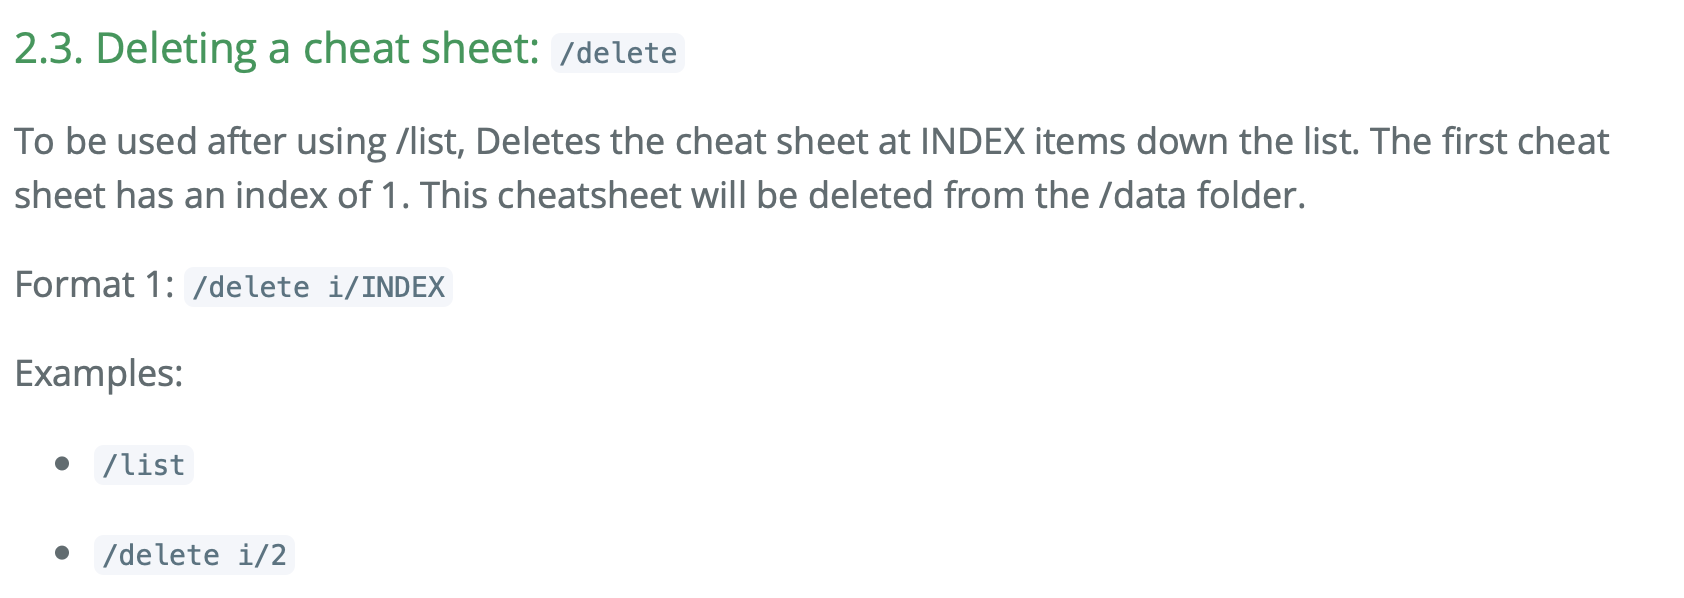 2.3. Deleting a cheat sheet: /delete
To be used after using /list, Deletes the cheat sheet at INDEX items down the list. The first cheat
sheet has an index of 1. This cheatsheet will be deleted from the /data folder.
Format 1: /delete i/INDEX
Examples:
• /list
• /delete i/2